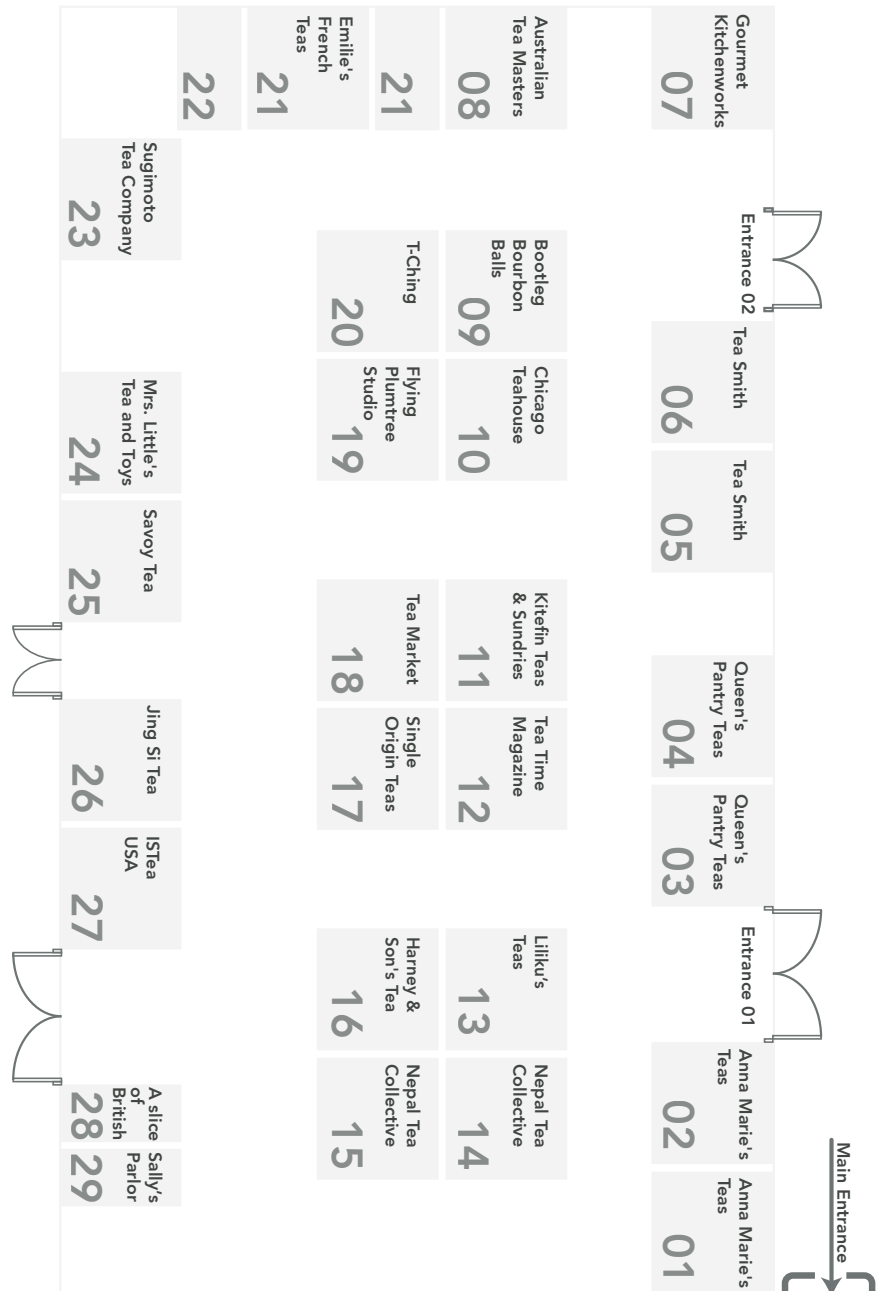 Main Entrance
Anna Marie's
Teas
01
Anna Marie's
Teas
02
Entrance 01
Queen's
Pantry Teas
03
Queen's
Pantry Teas
04
Tea Smith
05
Tea Smith
06
Entrance 02
Gourmet
Kitchenworks
07
Australian
Tea Masters
08
21
Emilie's
French
Teas
21
22
Bootleg
Bourbon
Balls
09
Chicago
Teahouse
10
Kitefin Teas
& Sundries
11
Tea Time
Magazine
12
Liliku's
Teas
13
Nepal Tea
Collective
14
Nepal Tea
Collective
15
Harney &
Son's Tea
16
Single
Origin Teas
17
Tea Market
18
Flying
Plumtree
Studio
19
T-Ching
20
Sugimoto
Tea Company
23
Mrs. Little's
Tea and Toys
24
Savoy Tea
25
Jing Si Tea
26
ISTea
USA
27
A slice
of
British
28
Sally's
Parlor
29